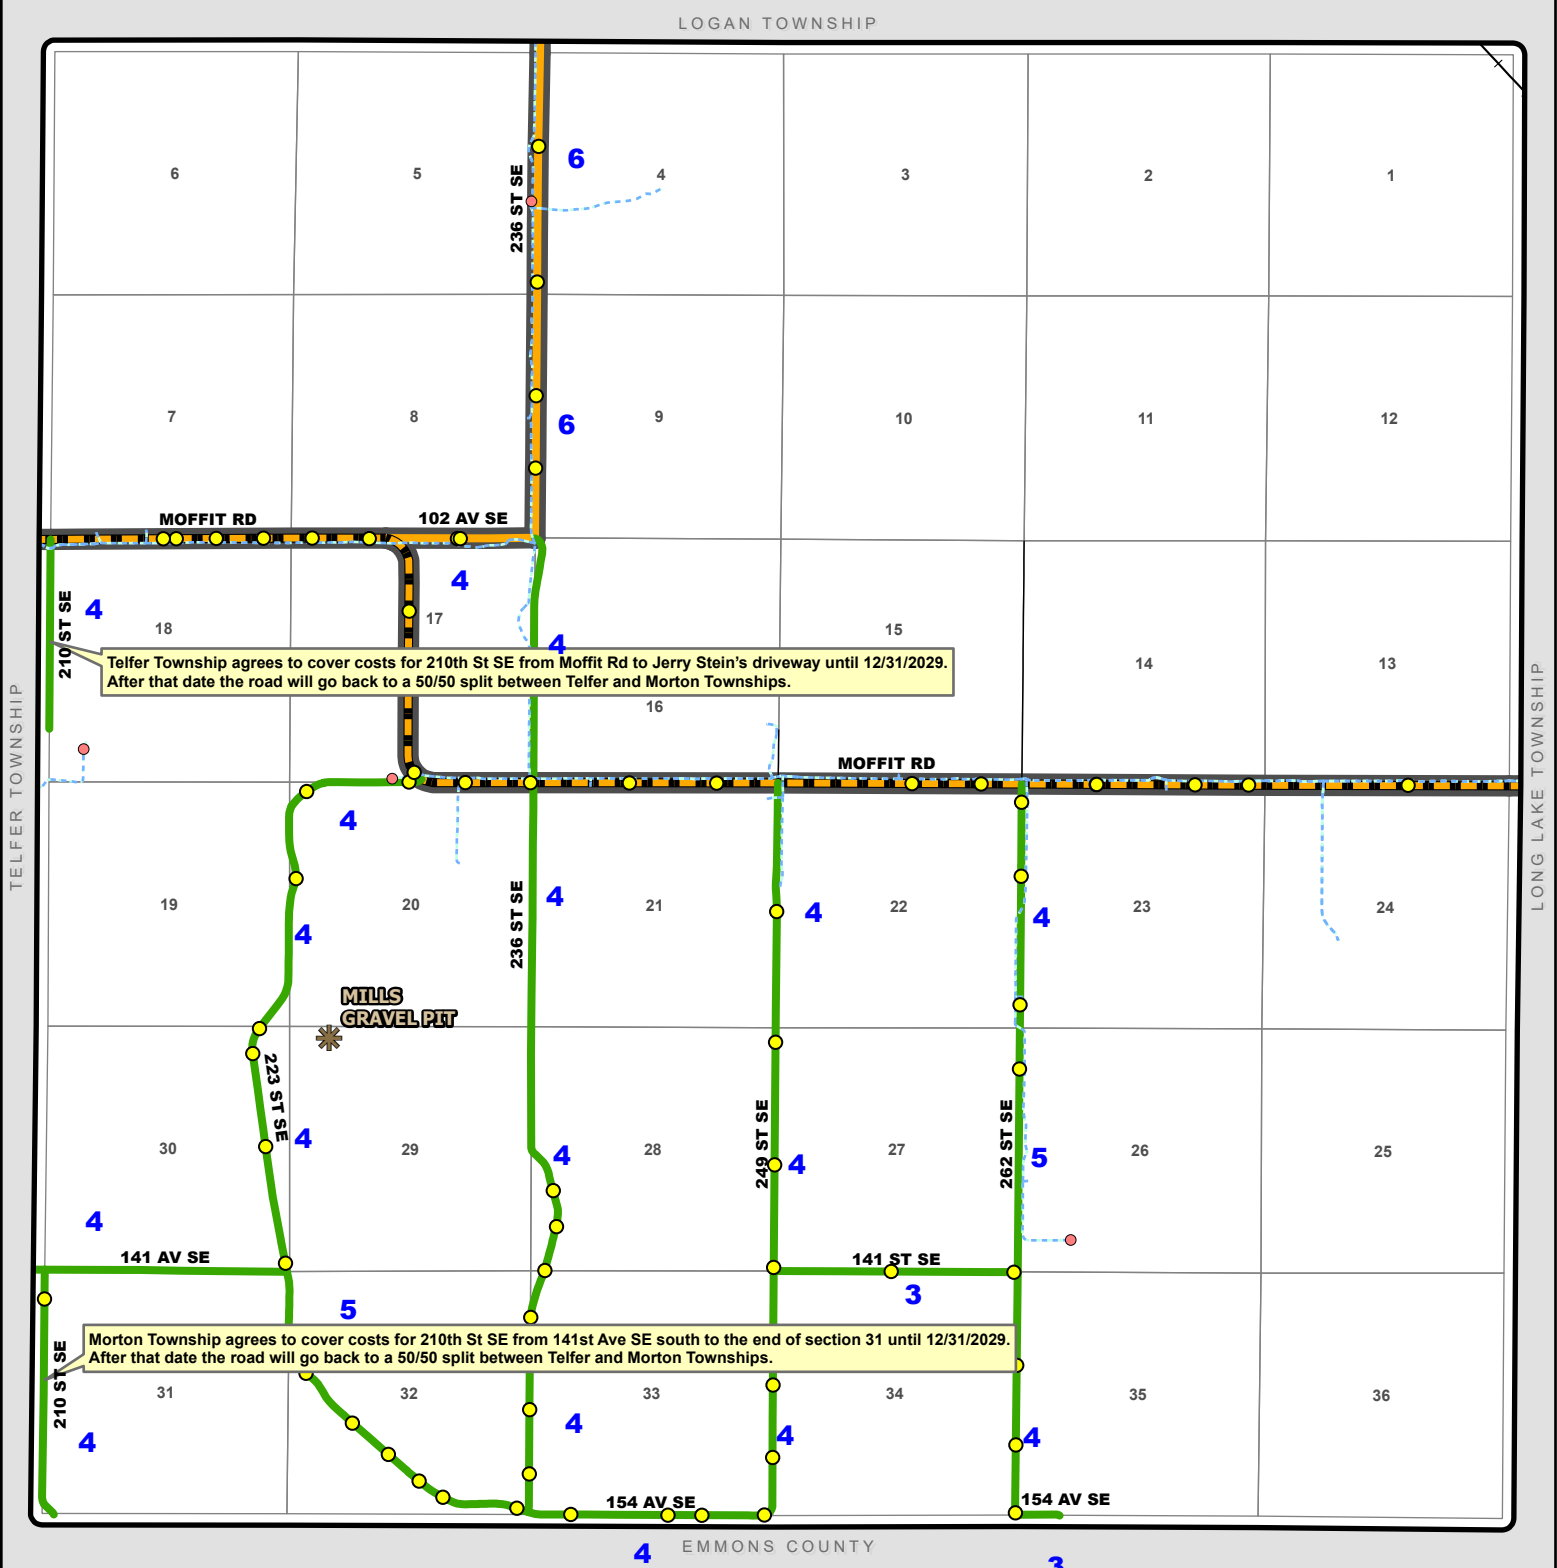 LOGAN TOWNSHIP
6
5
236 ST SE
6
4
3
2
1
7
8
6
9
10
11
12
MOFFIT RD
102 AV SE
4
210 ST SE
4
18
17
4
15
14
13
Telfer Township agrees to cover costs for 210th St SE from Moffit Rd to Jerry Stein's driveway until 12/31/2029.
After that date the road will go back to a 50/50 split between Telfer and Morton Townships.
16
TELFER TOWNSHIP
LONG LAKE TOWNSHIP
MOFFIT RD
4
19
4
20
236 ST SE
4
21
4
22
4
23
24
MILLS
GRAVEL PIT
223 ST SE
30
4
29
4
28
249 ST SE
4
27
262 ST SE
5
26
25
4
141 AV SE
141 ST SE
3
5
Morton Township agrees to cover costs for 210th St SE from 141st Ave SE south to the end of section 31 until 12/31/2029.
After that date the road will go back to a 50/50 split between Telfer and Morton Townships.
210 ST SE
31
32
33
34
35
36
4
4
4
4
154 AV SE
154 AV SE
4
EMMONS COUNTY
3